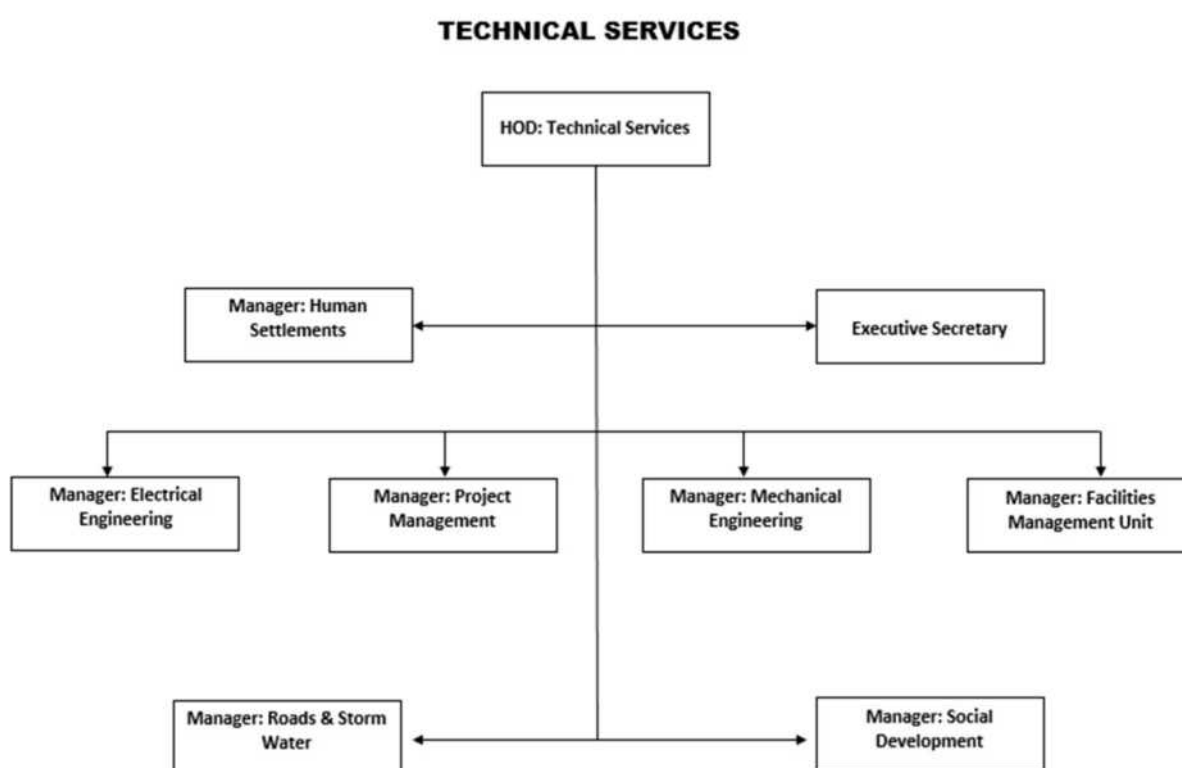 TECHNICAL SERVICES
HOD: Technical Services
Manager: Human
Settlements
Executive Secretary
Manager: Electrical
Engineering
Manager: Project
Management
Manager: Mechanical
Engineering
Manager: Facilities
Management Unit
Manager: Roads & Storm
Water
Manager: Social
Development